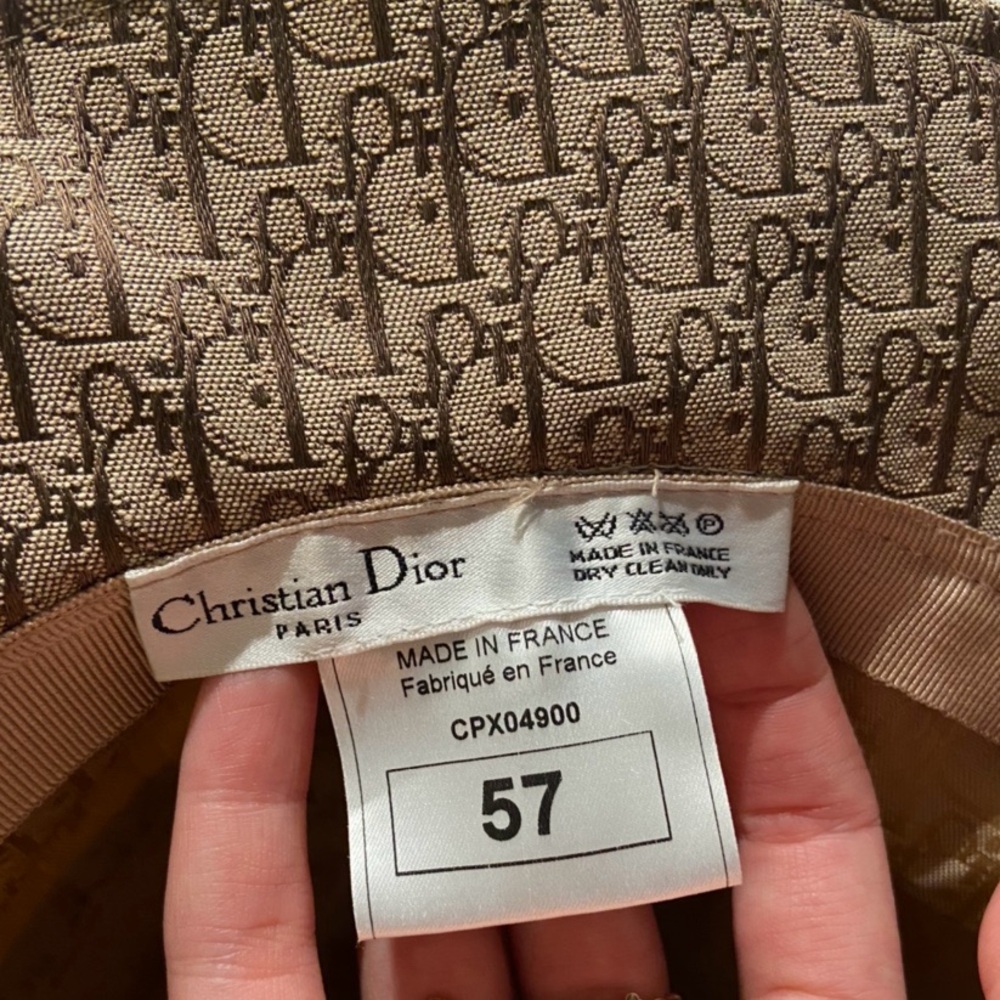 Christian Dior
PARIS
MADE IN FRANCE
DRY CLEAN ONLY
MADE IN FRANCE
Fabriqué en France
CPX04900
57